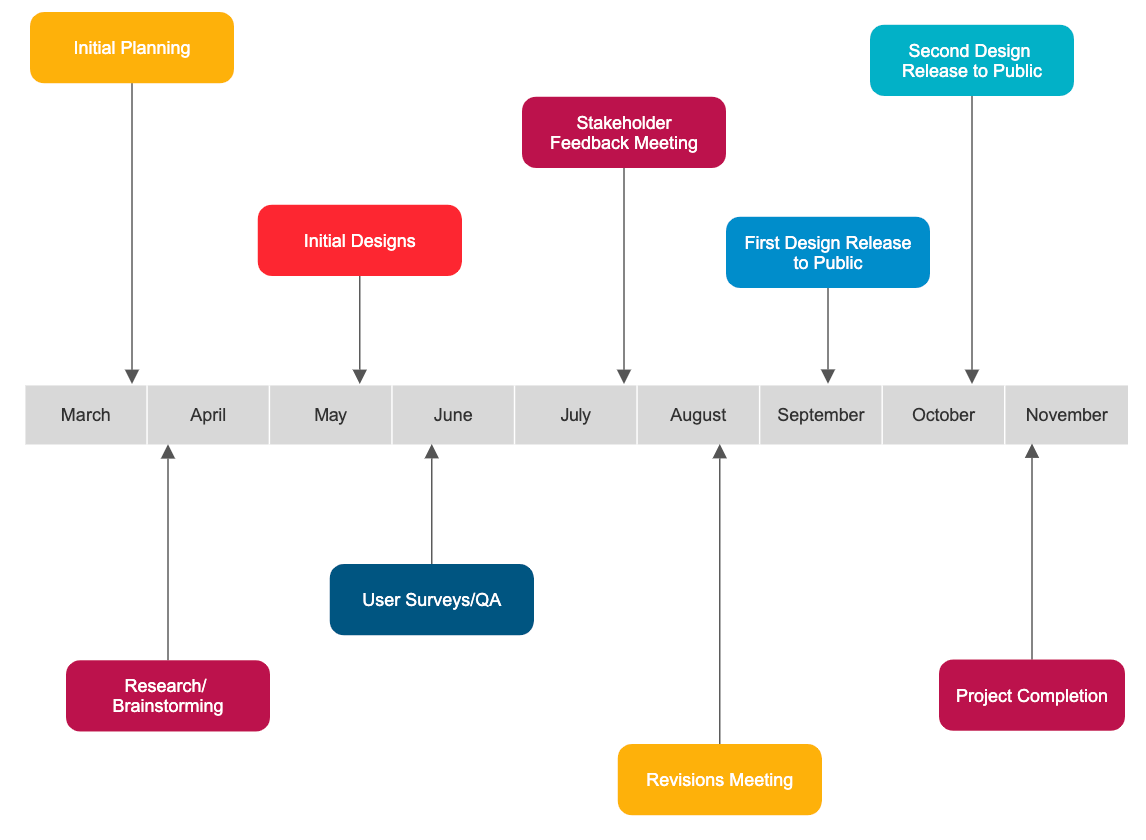 Initial Planning
Second Design
Release to Public
Stakeholder
Feedback Meeting
Initial Designs
First Design Release
to Public
March
April
May
June
July
August
September
October
November
User Surveys/QA
Research/
Brainstorming
Project Completion
Revisions Meeting